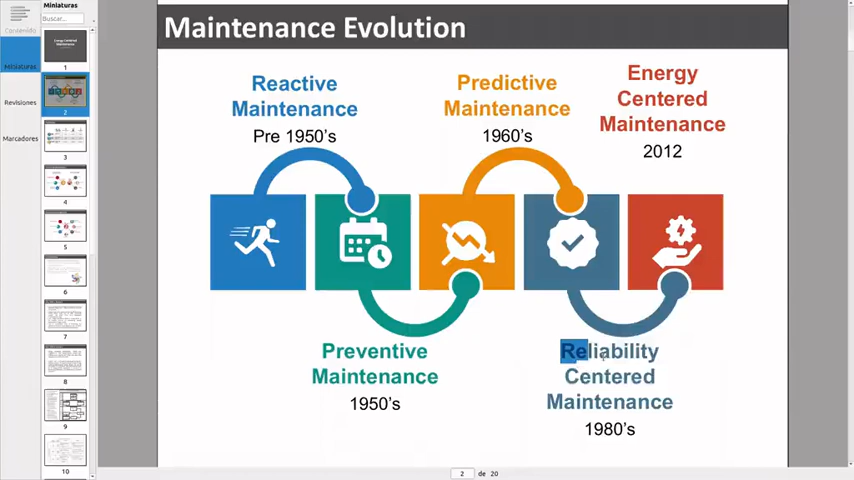 Miniaturas
Buscar...
Contenido
Miniaturas
Revisiones
Marcadores
1
2
3
4
5
6
7
8
9
10
Maintenance Evolution
Reactive
Maintenance
Pre 1950's
Predictive
Maintenance
1960's
Energy
Centered
Maintenance
2012
Preventive
Maintenance
1950's
Reliability
Centered
Maintenance
1980's
2 de 20